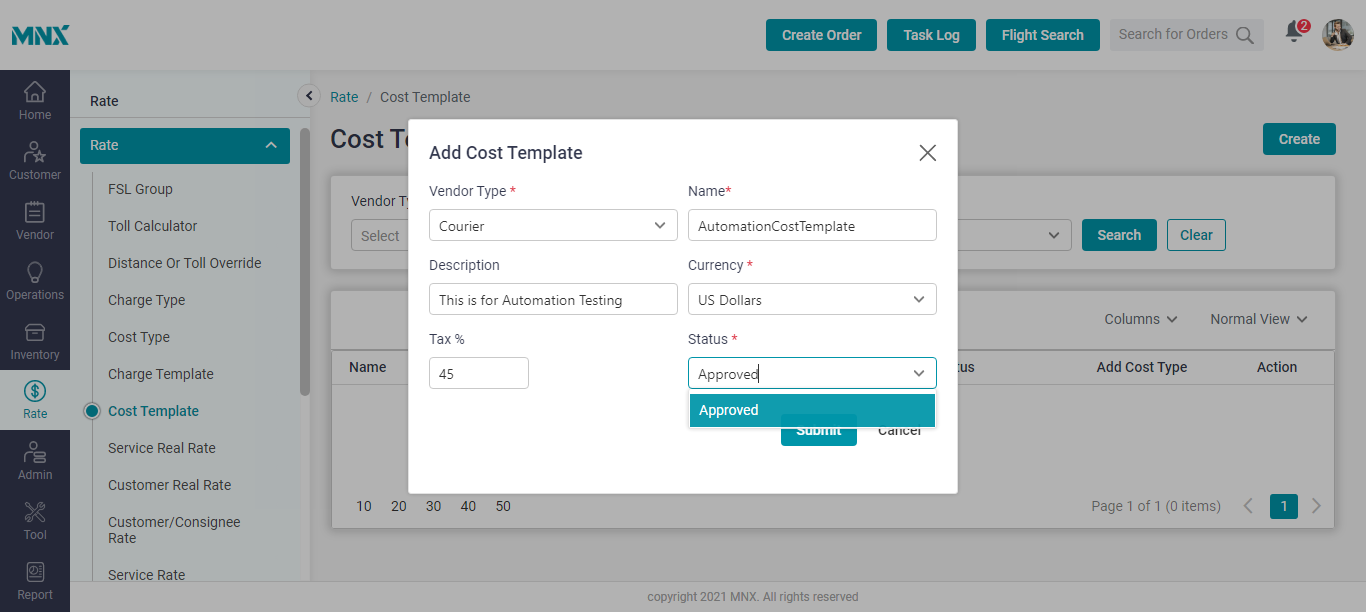 MNX
Create Order
Task Log
Flight Search
Search for Orders
2
Home
Customer
Vendor
Operations
Inventory
Rate
Admin
Tool
Report
Rate
Rate
FSL Group
Toll Calculator
Distance Or Toll Override
Charge Type
Cost Type
Charge Template
Cost Template
Service Real Rate
Customer Real Rate
Customer/Consignee
Rate
Service Rate
Rate / Cost Template
Cost T
Create
Vendor Ty
Select
Search
Clear
Columns
Normal View
Name
tus
Add Cost Type
Action
Add Cost Template
Vendor Type *
Name*
Courier
AutomationCostTemplate
Description
Currency *
This is for Automation Testing
US Dollars
Tax %
Status *
45
Approved
Approved
Submit
Cancel
10 20 30 40 50
Page 1 of 1 (0 items)
1
copyright 2021 MNX. All rights reserved